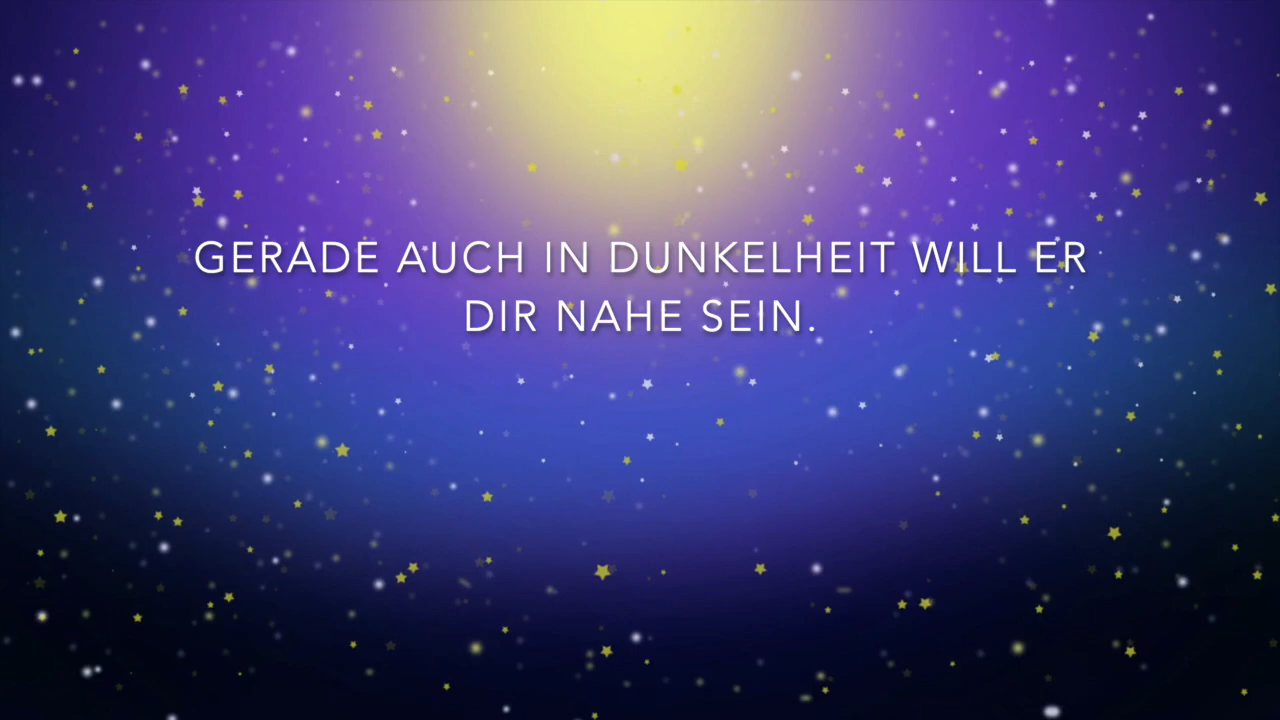 GERADE AUCH IN DUNKELHEIT WILL ER
DIR NAHE SEIN.